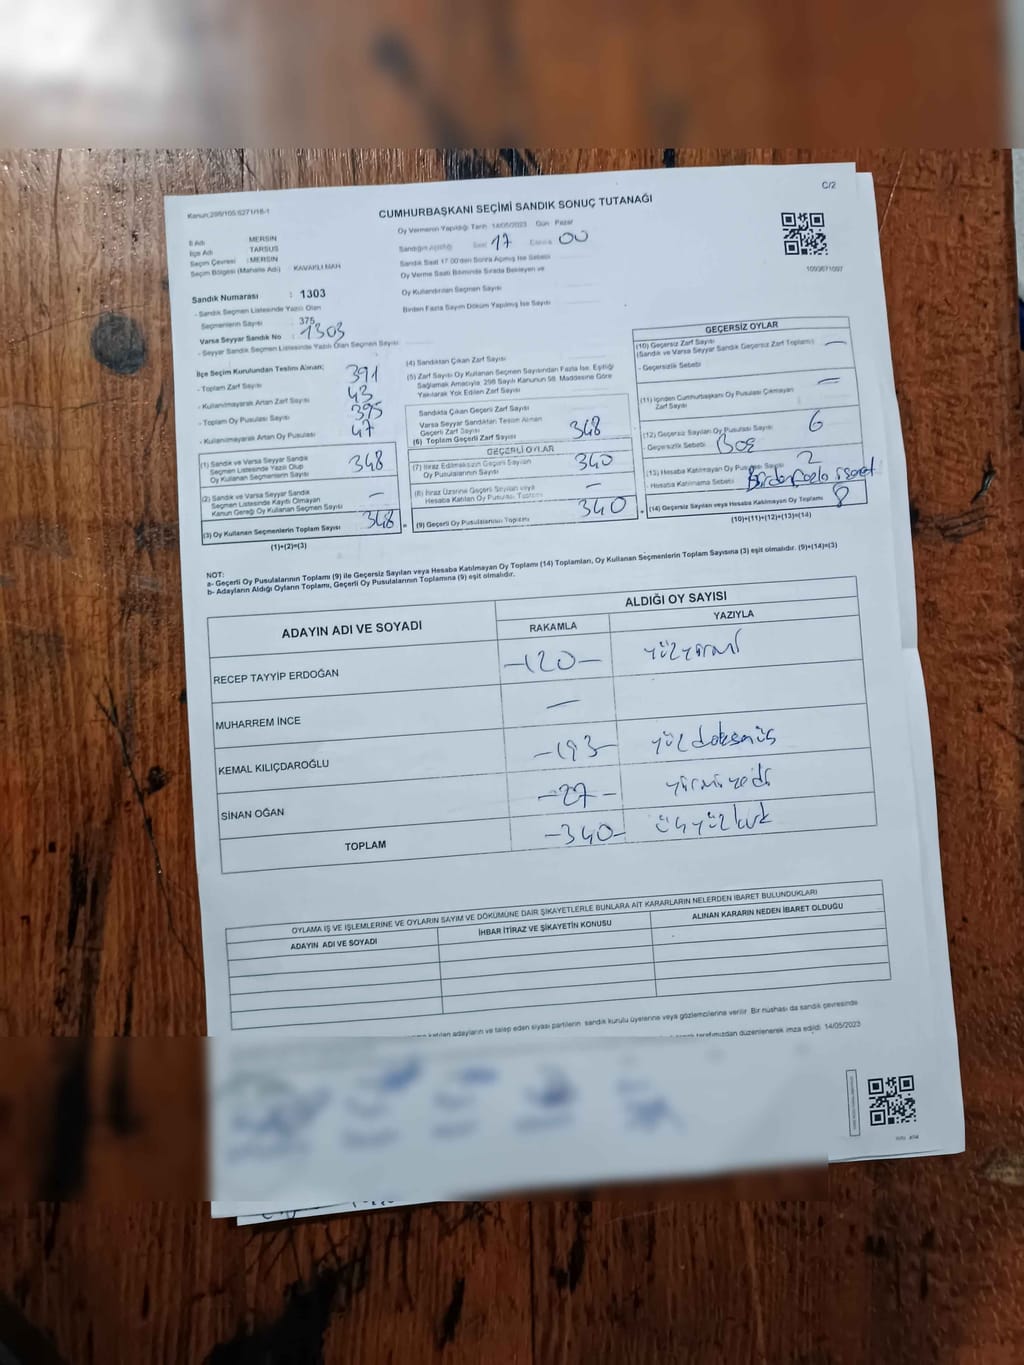 Kanun:298/105.6271/18-1
C/2
CUMHURBAŞKANI SEÇİMİ SANDIK SONUÇ TUTANAĞI
Oy Vermenin Yapıldığı Tarih 14/05/2023 Gün Pazar
İl Adı MERSİN
İlçe Adı TARSUS
Seçim Çevresi : MERSİN
Seçim Bölgesi (Mahalle Adı) KAVAKLI MAH
Sandığın Açıldığı Saat 17 00
Sandık Saat 17.00'den Sonra Açılmış İse Sebebi
Oy Verme Saati Bitiminde Sırada Bekleyen ve
Oy Kullandırılan Seçmen Sayısı
Birden Fazla Sayım Döküm Yapılmış İse Sayısı
1093671097
Sandık Numarası : 1303
- Sandık Seçmen Listesinde Yazılı Olan
Seçmenlerin Sayısı : 375
Varsa Seyyar Sandık No : 1303
- Seyyar Sandık Seçmen Listesinde Yazılı Olan Seçmen Sayısı
İlçe Seçim Kurulundan Teslim Alınan;
- Toplam Zarf Sayısı 391
- Kullanılmayarak Artan Zarf Sayısı 43
- Toplam Oy Pusulası Sayısı 395
- Kullanılmayarak Artan Oy Pusulası 47
(1) Sandık ve Varsa Seyyar Sandık
Seçmen Listesinde Yazılı Olup
Oy Kullanan Seçmenlerin Sayısı 348
(2) Sandık ve Varsa Seyyar Sandık
Seçmen Listesinde Kaydı Olmayan
Kanun Gereği Oy Kullanan Seçmen Sayısı –
(3) Oy Kullanan Seçmenlerin Toplam Sayısı 348
(1)+(2)=(3)
(4) Sandıktan Çıkan Zarf Sayısı
(5) Zarf Sayısı Oy Kullanan Seçmen Sayısından Fazla İse, Eşitliği
Sağlamak Amacıyla, 298 Sayılı Kanunun 98. Maddesine Göre
Yakılarak Yok Edilen Zarf Sayısı
Sandıkta Çıkan Geçerli Zarf Sayısı
Varsa Seyyar Sandıktan Teslim Alınan
Geçerli Zarf Sayısı
(6) Toplam Geçerli Zarf Sayısı 348
GEÇERLİ OYLAR
(7) İtiraz Edilmeksizin Geçerli Sayılan
Oy Pusulalarının Sayısı 340
(8) İtiraz Üzerine Geçerli Sayılan veya
Hesaba Katılan Oy Pusulası Toplamı –
= (9) Geçerli Oy Pusulalarının Toplamı 340
GEÇERSİZ OYLAR
(10) Geçersiz Zarf Sayısı
(Sandık ve Varsa Seyyar Sandık Geçersiz Zarf Toplamı) –
- Geçersizlik Sebebi
(11) İçinden Cumhurbaşkanı Oy Pusulası Çıkmayan
Zarf Sayısı –
(12) Geçersiz Sayılan Oy Pusulası Sayısı 6
- Geçersizlik Sebebi Boş
(13) Hesaba Katılmayan Oy Pusulası Sayısı 2
- Hesaba Katılmama Sebebi Birden fazla işaret
+ (14) Geçersiz Sayılan veya Hesaba Katılmayan Oy Toplamı 8
(10)+(11)+(12)+(13)=(14)
NOT:
a- Geçerli Oy Pusulalarının Toplamı (9) ile Geçersiz Sayılan veya Hesaba Katılmayan Oy Toplamı (14) Toplamları, Oy Kullanan Seçmenlerin Toplam Sayısına (3) eşit olmalıdır. (9)+(14)=(3)
b- Adayların Aldığı Oyların Toplamı, Geçerli Oy Pusulalarının Toplamına (9) eşit olmalıdır.
ADAYIN ADI VE SOYADI
ALDIĞI OY SAYISI
RAKAMLA YAZIYLA
RECEP TAYYİP ERDOĞAN -120- yüzyirmi
MUHARREM İNCE –
KEMAL KILIÇDAROĞLU -193- yüzdoksanüç
SİNAN OĞAN -27- yirmiyedi
TOPLAM -340- üçyüzkırk
OYLAMA İŞ VE İŞLEMLERİNE VE OYLARIN SAYIM VE DÖKÜMÜNE DAİR ŞİKAYETLERLE BUNLARA AİT KARARLARIN NELERDEN İBARET BULUNDUKLARI
ADAYIN ADI VE SOYADI İHBAR İTİRAZ VE ŞİKAYETİN KONUSU ALINAN KARARIN NEDEN İBARET OLDUĞU
katılan adayların ve talep eden siyasi partilerin sandık kurulu üyelerine veya gözlemcilerine verilir. Bir nüshası da sandık çevresinde
tarafımızdan düzenlenerek imza edildi. 14/05/2023